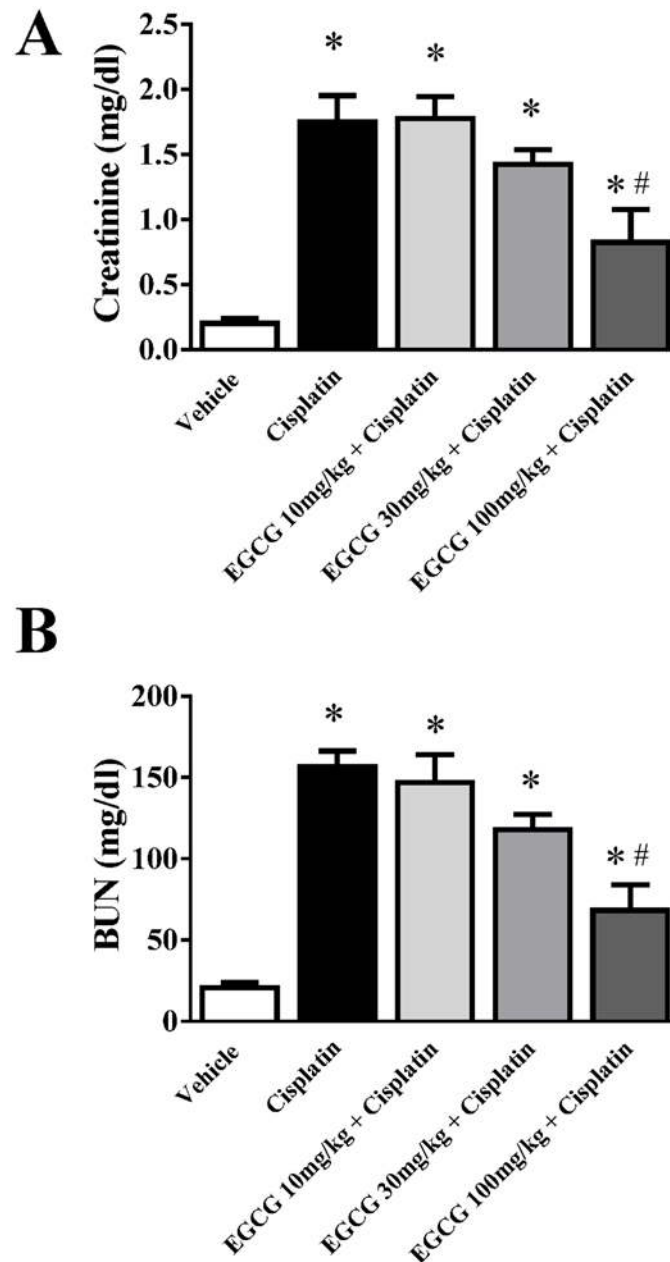 A
Creatinine (mg/dl)
2.5
2.0
1.5
1.0
0.5
0.0
*
*
*
* #
Vehicle
Cisplatin
EGCG 10mg/kg + Cisplatin
EGCG 30mg/kg + Cisplatin
EGCG 100mg/kg + Cisplatin
B
BUN (mg/dl)
200
150
100
50
0
*
*
*
* #
Vehicle
Cisplatin
EGCG 10mg/kg + Cisplatin
EGCG 30mg/kg + Cisplatin
EGCG 100mg/kg + Cisplatin